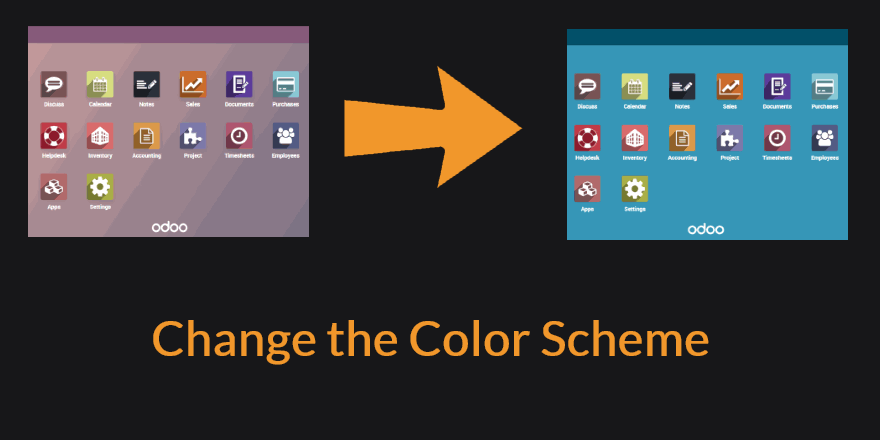 Discuss Calendar Notes Sales Documents Purchases
Helpdesk Inventory Accounting Project Timesheets Employees
Apps Settings
odoo
Discuss Calendar Notes Sales Documents Purchases
Helpdesk Inventory Accounting Project Timesheets Employees
Apps Settings
odoo
Change the Color Scheme